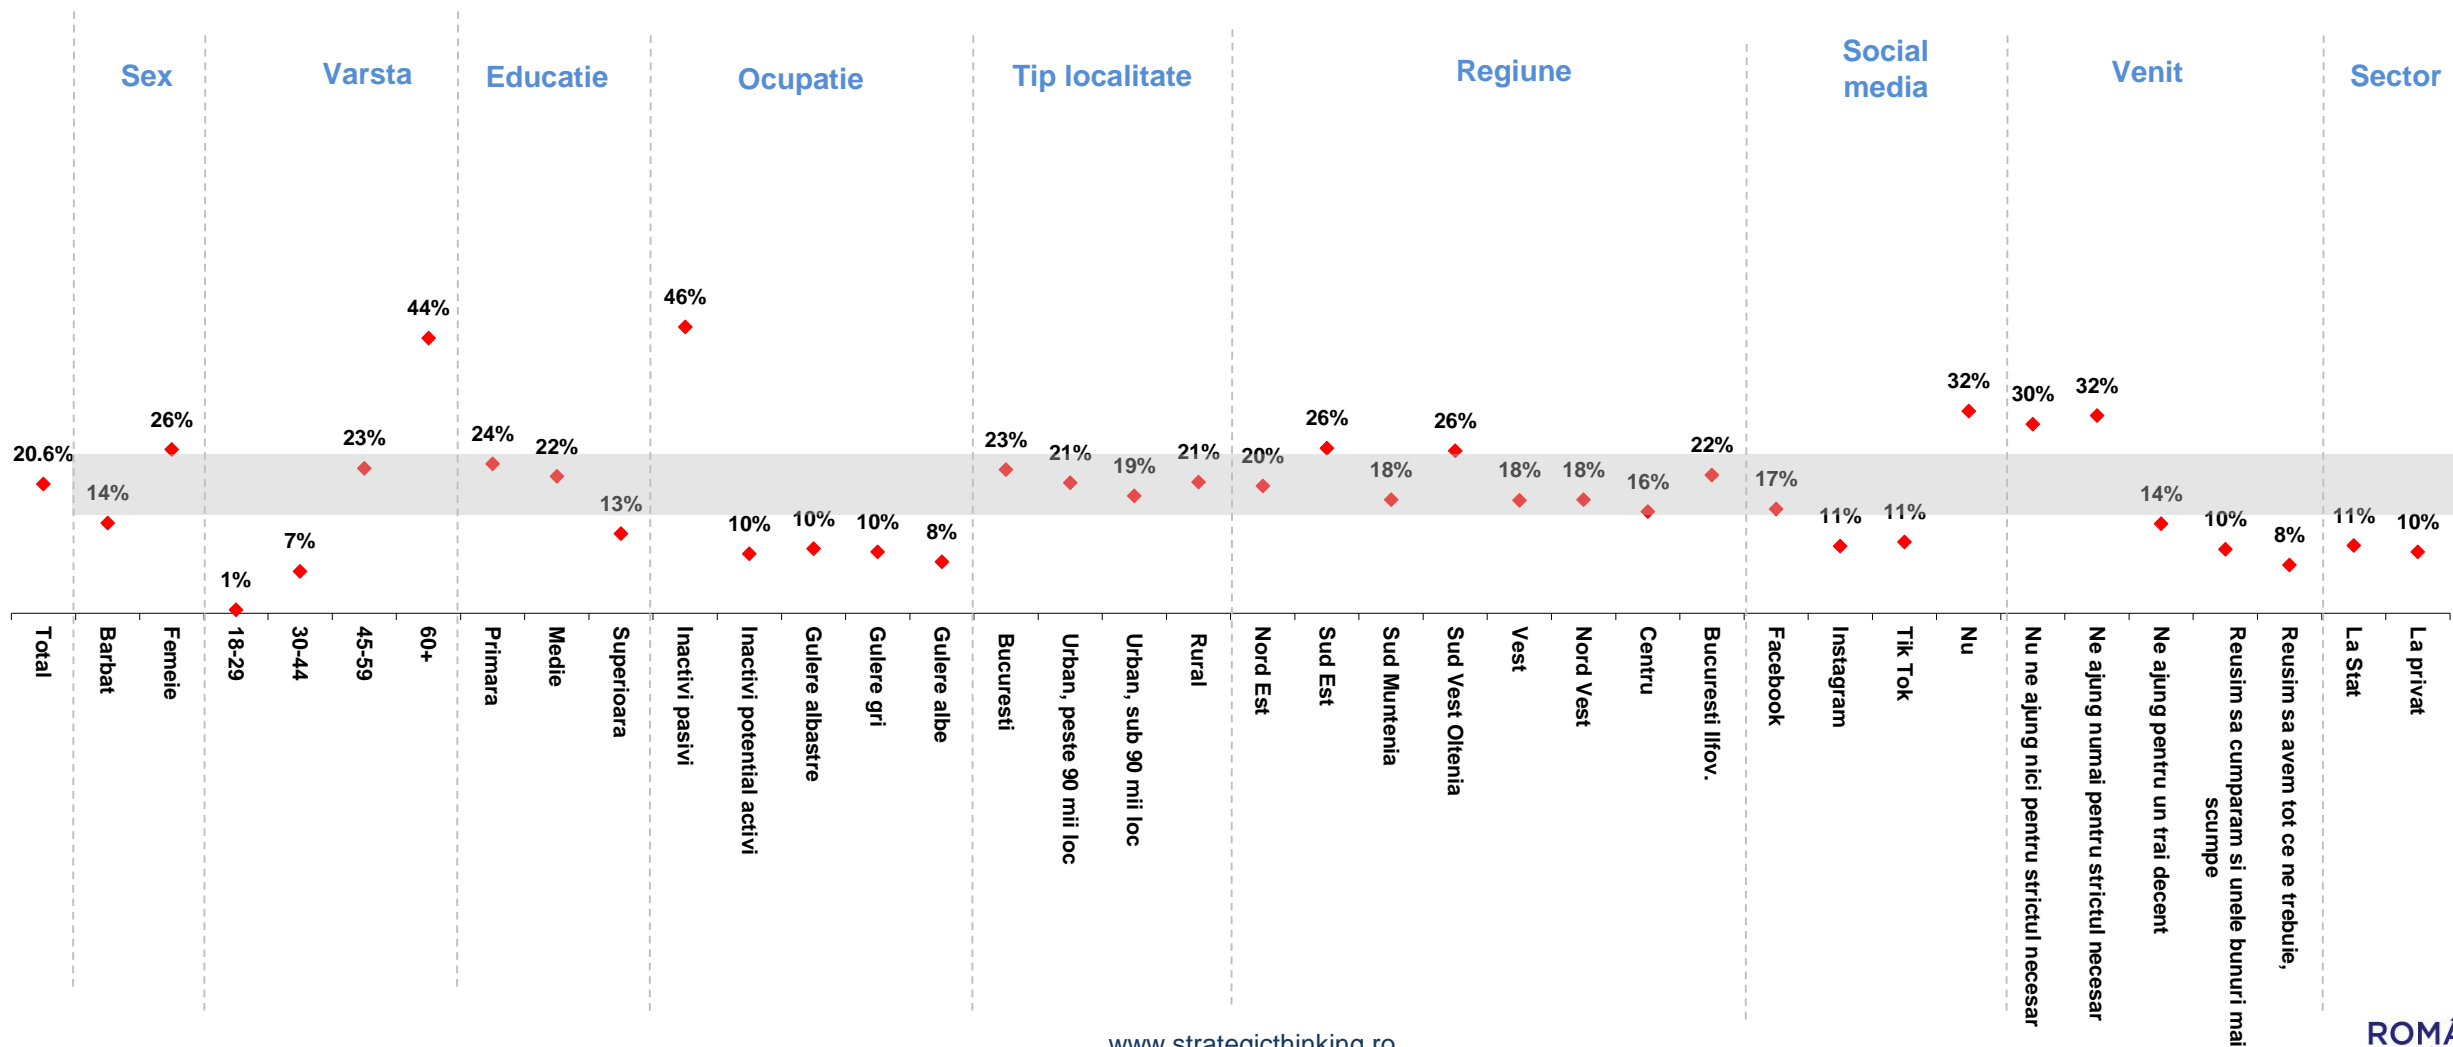 Sex
Varsta
Educatie
Ocupatie
Tip localitate
Regiune
Social
media
Venit
Sector
20.6%
14%
26%
1%
7%
23%
44%
24%
22%
13%
46%
10%
10%
10%
8%
23%
21%
19%
21%
20%
26%
18%
26%
18%
18%
16%
22%
17%
11%
11%
32%
30%
32%
14%
10%
8%
11%
10%
Total
Barbat
Femeie
18-29
30-44
45-59
60+
Primara
Medie
Superioara
Inactivi pasivi
Inactivi potential activi
Gulere albastre
Gulere gri
Gulere albe
Bucuresti
Urban, peste 90 mii loc
Urban, sub 90 mii loc
Rural
Nord Est
Sud Est
Sud Muntenia
Sud Vest Oltenia
Vest
Nord Vest
Centru
Bucuresti Ilfov.
Facebook
Instagram
Tik Tok
Nu
Nu ne ajung nici pentru strictul necesar
Ne ajung numai pentru strictul necesar
Ne ajung pentru un trai decent
Reusim sa cumparam si unele bunuri mai
scumpe
Reusim sa avem tot ce ne trebuie,
La Stat
La privat
www.strategicthinking.ro